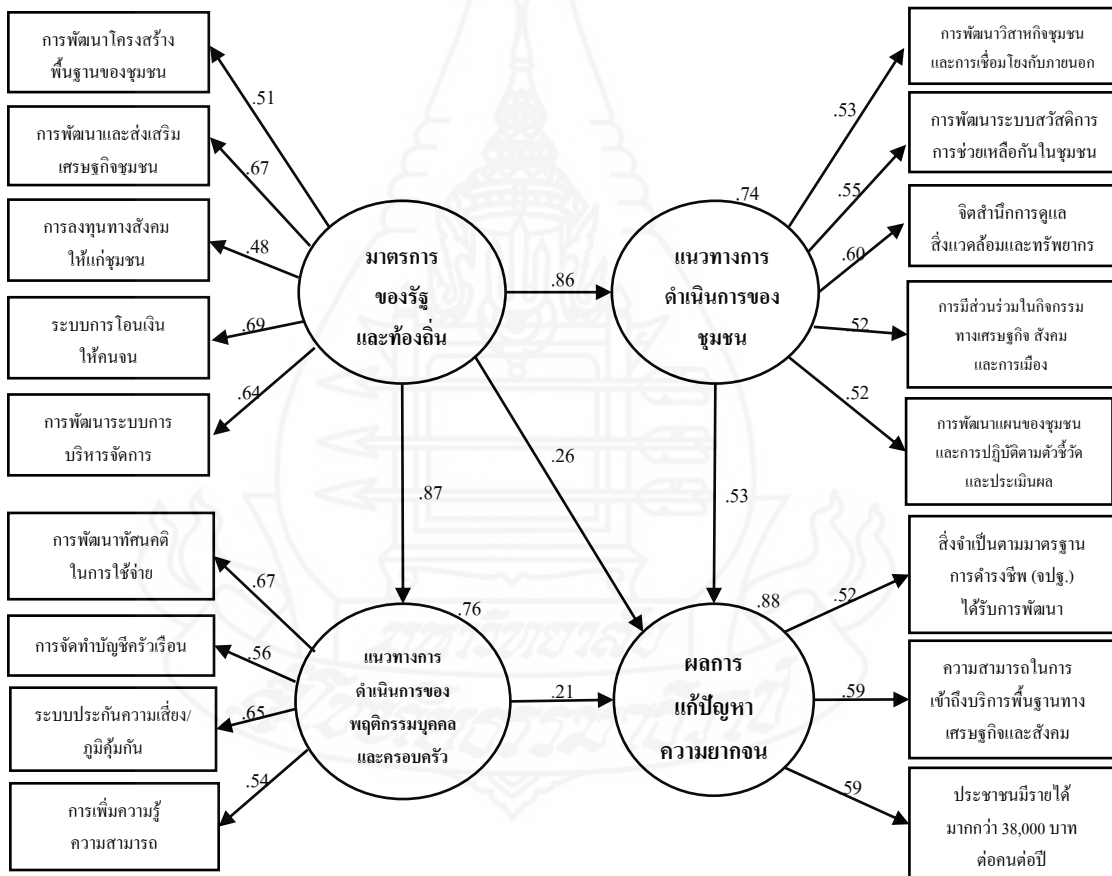 การพัฒนาโครงสร้าง
พื้นฐานของชุมชน
การพัฒนาและส่งเสริม
เศรษฐกิจชุมชน
การลงทุนทางสังคม
ให้แก่ชุมชน
ระบบการโอนเงิน
ให้คนจน
การพัฒนาระบบการ
บริหารจัดการ
.51
.67
.48
.69
.64
มาตรการ
ของรัฐ
และท้องถิ่น
.86
.87
.26
.74
แนวทางการ
ดำเนินการของ
ชุมชน
.53
.53
.55
.60
.52
.52
การพัฒนาวิสาหกิจชุมชน
และการเชื่อมโยงกับภายนอก
การพัฒนาระบบสวัสดิการ
การช่วยเหลือกันในชุมชน
จิตสำนึกการดูแล
สิ่งแวดล้อมและทรัพยากร
การมีส่วนร่วมในกิจกรรม
ทางเศรษฐกิจ สังคม
และการเมือง
การพัฒนาแผนของชุมชน
และการปฏิบัติตามตัวชี้วัด
และประเมินผล
การพัฒนาทัศนคติ
ในการใช้จ่าย
การจัดทำบัญชีครัวเรือน
ระบบประกันความเสี่ยง/
ภูมิคุ้มกัน
การเพิ่มความรู้
ความสามารถ
.67
.56
.65
.54
.76
แนวทางการ
ดำเนินการของ
พฤติกรรมบุคคล
และครอบครัว
.21
.88
ผลการ
แก้ปัญหา
ความยากจน
.52
.59
.59
สิ่งจำเป็นตามมาตรฐาน
การดำรงชีพ (จปฐ.)
ได้รับการพัฒนา
ความสามารถในการ
เข้าถึงบริการพื้นฐานทาง
เศรษฐกิจและสังคม
ประชาชนมีรายได้
มากกว่า 38,000 บาท
ต่อคนต่อปี